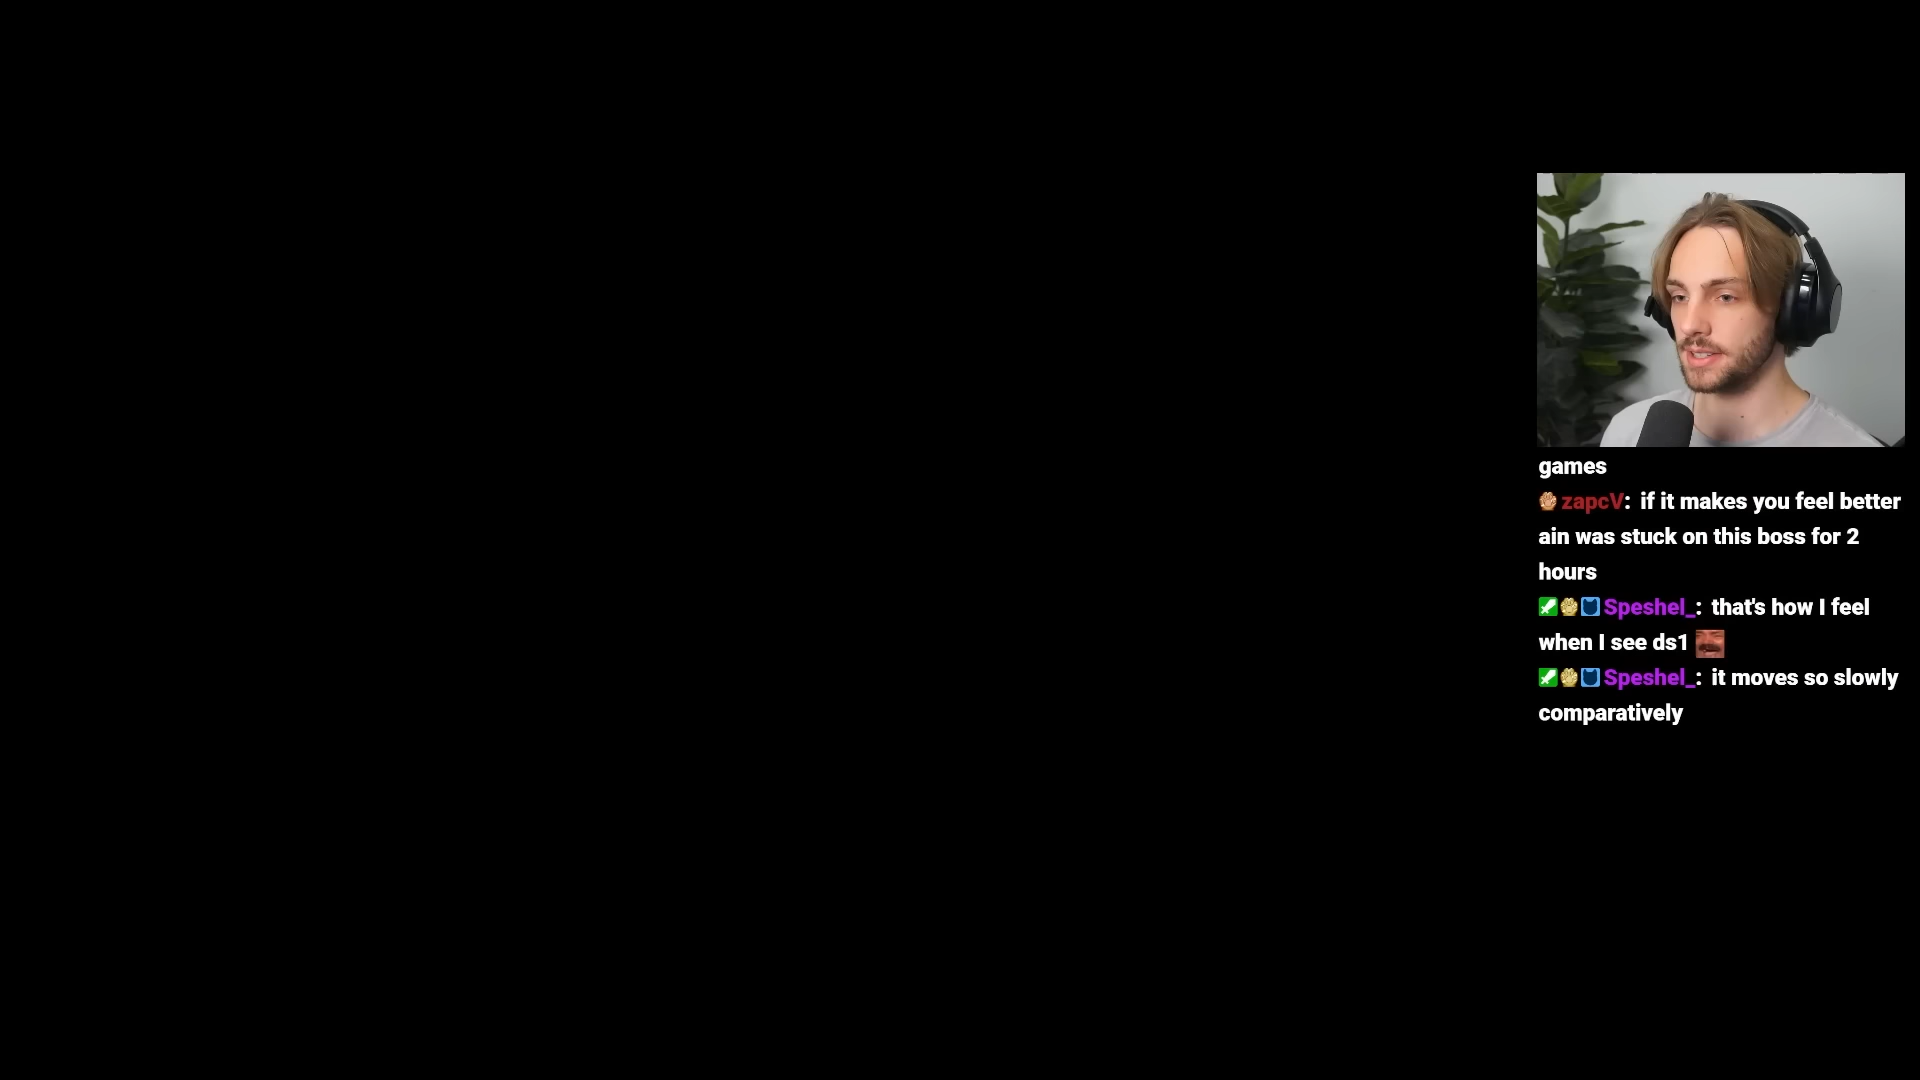 games
zapcV: if it makes you feel better
ain was stuck on this boss for 2
hours
Speshel_: that's how I feel
when I see ds1
Speshel_: it moves so slowly
comparatively